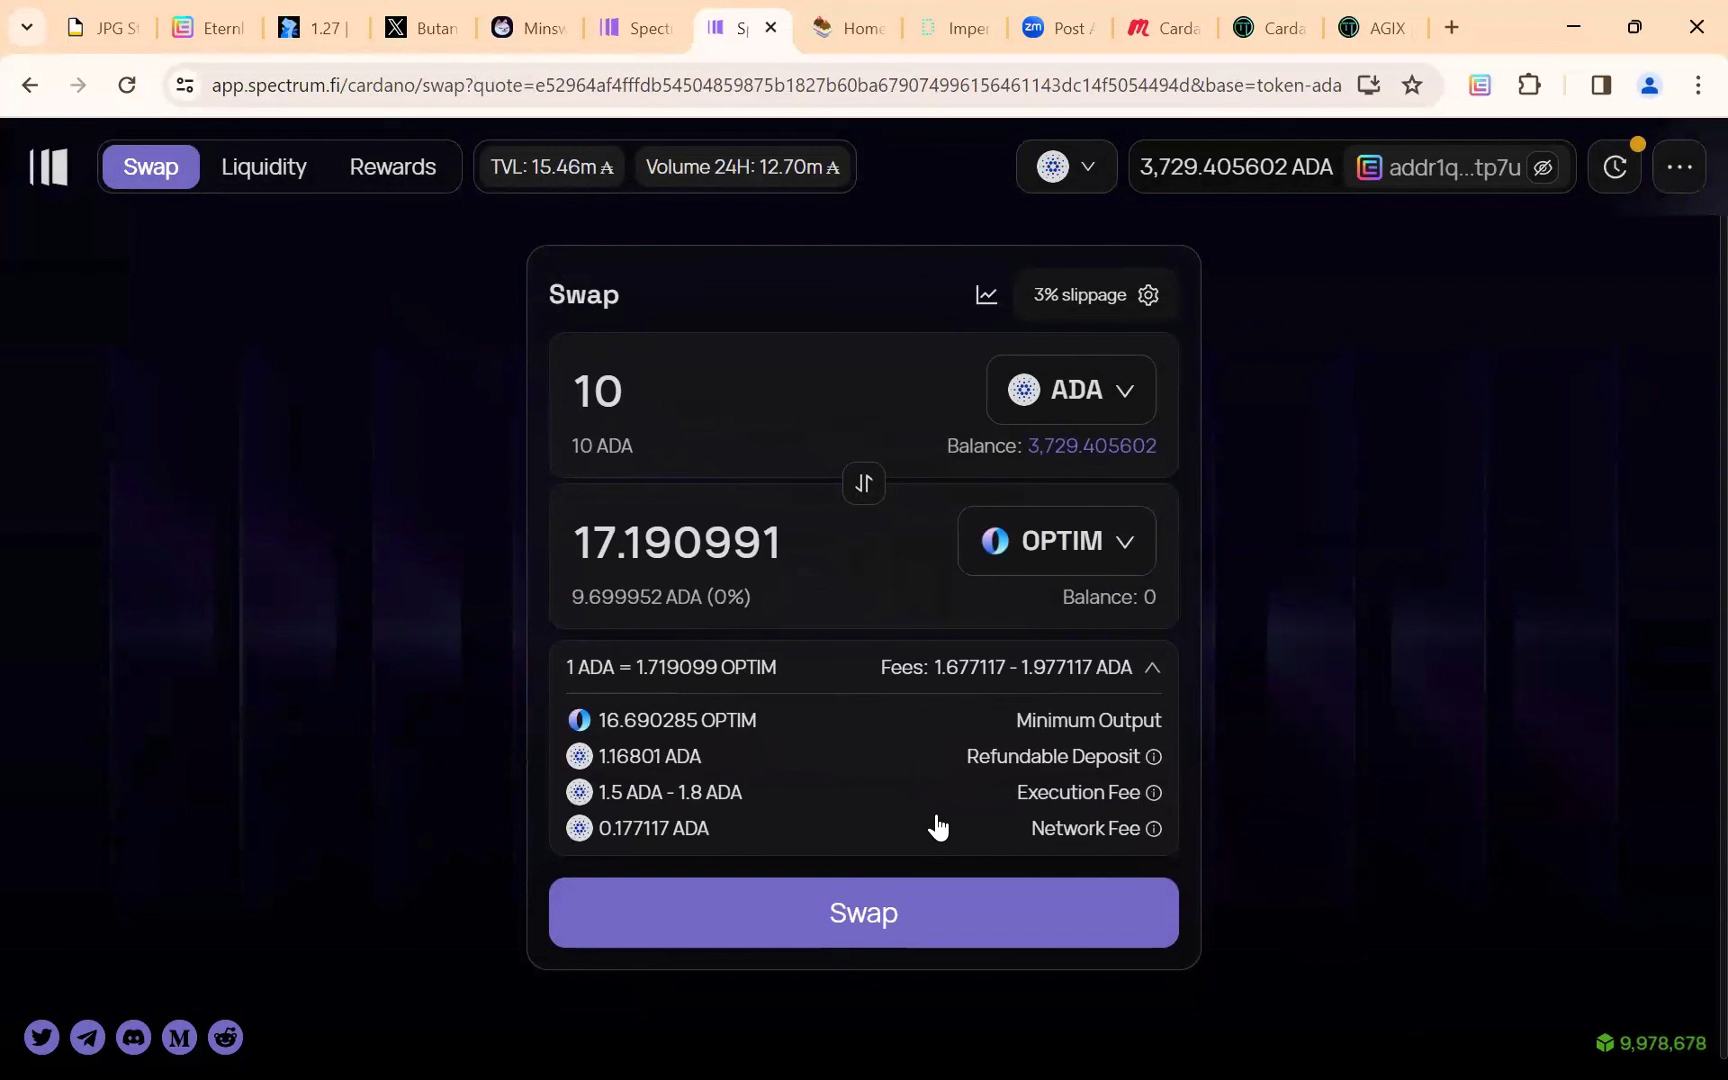 JPG S
Eternl
1.27 |
Butan
Minsw
Spectr
Sp
Home
Imper
Post A
Carda
Carda
AGIX
app.spectrum.fi/cardano/swap?quote=e52964af4fffdb54504859875b1827b60ba679074996156461143dc14f5054494d&base=token-ada
Swap
Liquidity
Rewards
TVL: 15.46m ₳
Volume 24H: 12.70m ₳
3,729.405602 ADA
addr1q...tp7u
Swap
3% slippage
10
ADA
10 ADA
Balance: 3,729.405602
17.190991
OPTIM
9.699952 ADA (0%)
Balance: 0
1 ADA = 1.719099 OPTIM
Fees: 1.677117 - 1.977117 ADA
16.690285 OPTIM
Minimum Output
1.16801 ADA
Refundable Deposit
1.5 ADA - 1.8 ADA
Execution Fee
0.177117 ADA
Network Fee
Swap
9,978,678